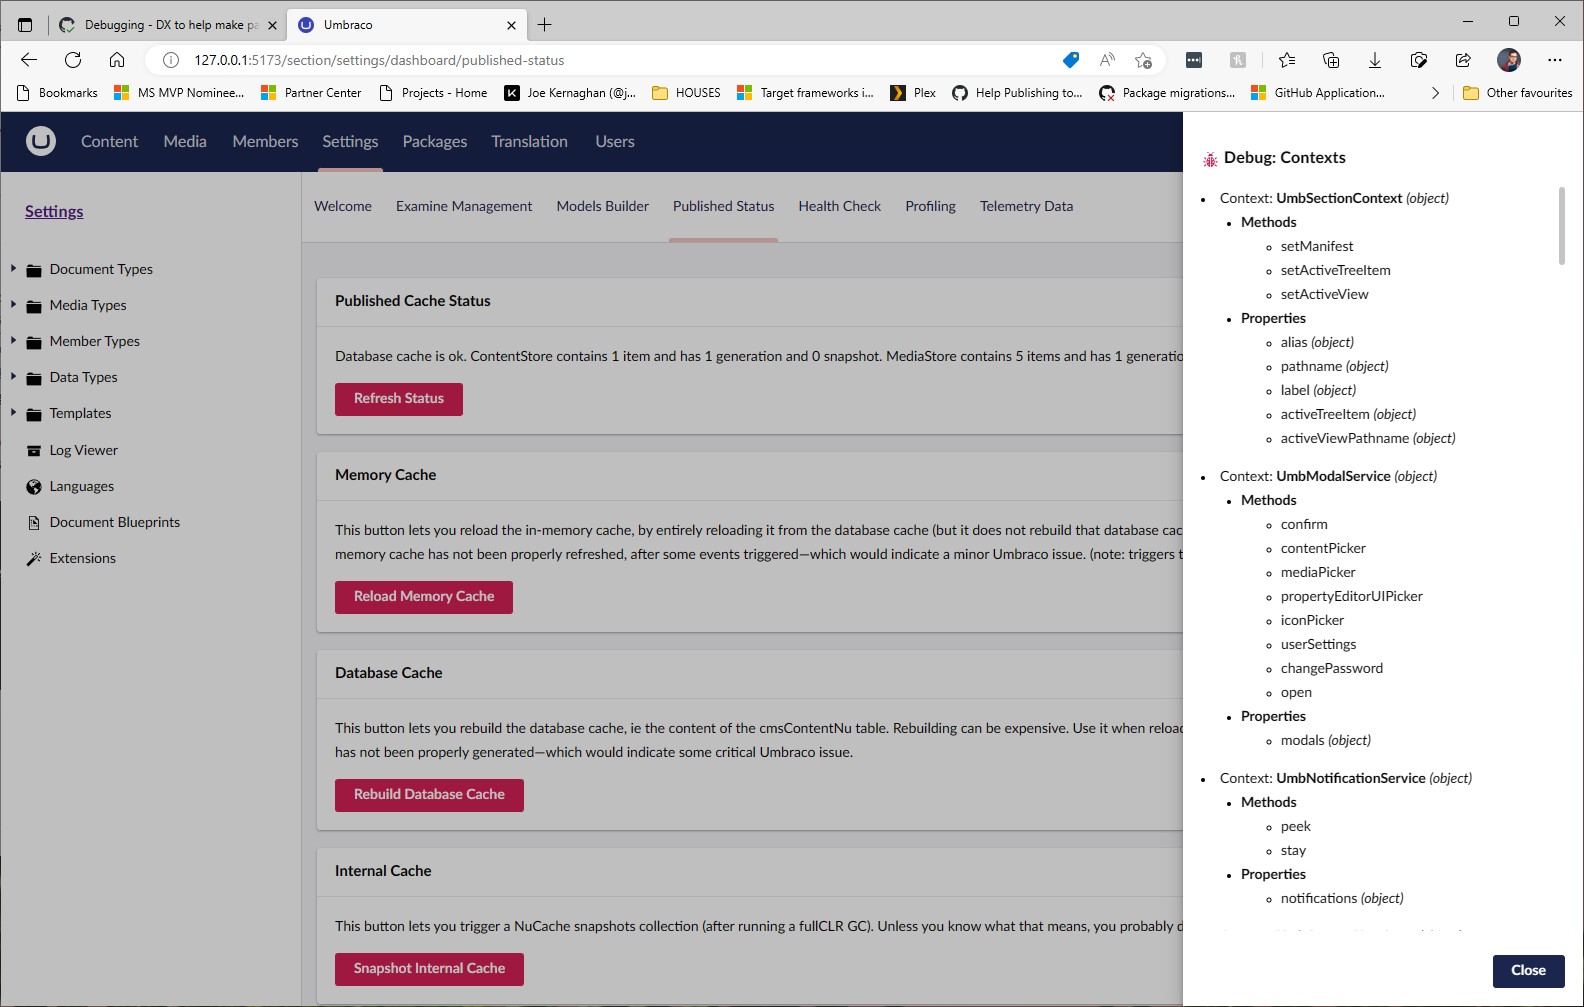 Debugging - DX to help make pa
Umbraco
127.0.0.1:5173/section/settings/dashboard/published-status
Bookmarks
MS MVP Nominee...
Partner Center
Projects - Home
Joe Kernaghan (@j...
HOUSES
Target frameworks i...
Plex
Help Publishing to...
Package migrations...
GitHub Application...
Other favourites
Content
Media
Members
Settings
Packages
Translation
Users
Settings
Document Types
Media Types
Member Types
Data Types
Templates
Log Viewer
Languages
Document Blueprints
Extensions
Welcome
Examine Management
Models Builder
Published Status
Health Check
Profiling
Telemetry Data
Published Cache Status
Database cache is ok. ContentStore contains 1 item and has 1 generation and 0 snapshot. MediaStore contains 5 items and has 1 generatio
Refresh Status
Memory Cache
This button lets you reload the in-memory cache, by entirely reloading it from the database cache (but it does not rebuild that database cac
memory cache has not been properly refreshed, after some events triggered—which would indicate a minor Umbraco issue. (note: triggers t
Reload Memory Cache
Database Cache
This button lets you rebuild the database cache, ie the content of the cmsContentNu table. Rebuilding can be expensive. Use it when reloa
has not been properly generated—which would indicate some critical Umbraco issue.
Rebuild Database Cache
Internal Cache
This button lets you trigger a NuCache snapshots collection (after running a fullCLR GC). Unless you know what that means, you probably d
Snapshot Internal Cache
Debug: Contexts
Context: UmbSectionContext (object)
Methods
setManifest
setActiveTreeItem
setActiveView
Properties
alias (object)
pathname (object)
label (object)
activeTreeItem (object)
activeViewPathname (object)
Context: UmbModalService (object)
Methods
confirm
contentPicker
mediaPicker
propertyEditorUIPicker
iconPicker
userSettings
changePassword
open
Properties
modals (object)
Context: UmbNotificationService (object)
Methods
peek
stay
Properties
notifications (object)
Close